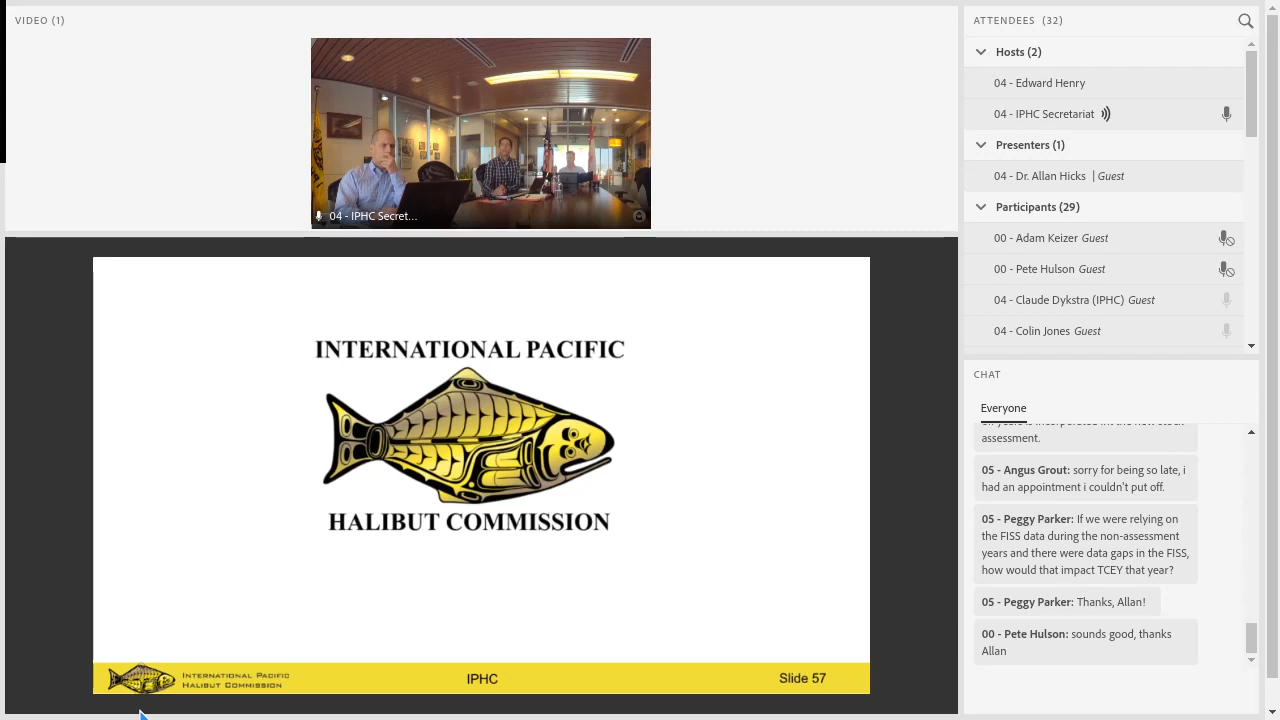 VIDEO (1)
04 - IPHC Secret...
INTERNATIONAL PACIFIC
HALIBUT COMMISSION
INTERNATIONAL PACIFIC
HALIBUT COMMISSION
IPHC
Slide 57
ATTENDEES (32)
Hosts (2)
04 - Edward Henry
04 - IPHC Secretariat
Presenters (1)
04 - Dr. Allan Hicks | Guest
Participants (29)
00 - Adam Keizer Guest
00 - Pete Hulson Guest
04 - Claude Dykstra (IPHC) Guest
04 - Colin Jones Guest
CHAT
Everyone
assessment.
05 - Angus Grout: sorry for being so late, i
had an appointment i couldn't put off.
05 - Peggy Parker: If we were relying on
the FISS data during the non-assessment
years and there were data gaps in the FISS,
how would that impact TCEY that year?
05 - Peggy Parker: Thanks, Allan!
00 - Pete Hulson: sounds good, thanks
Allan